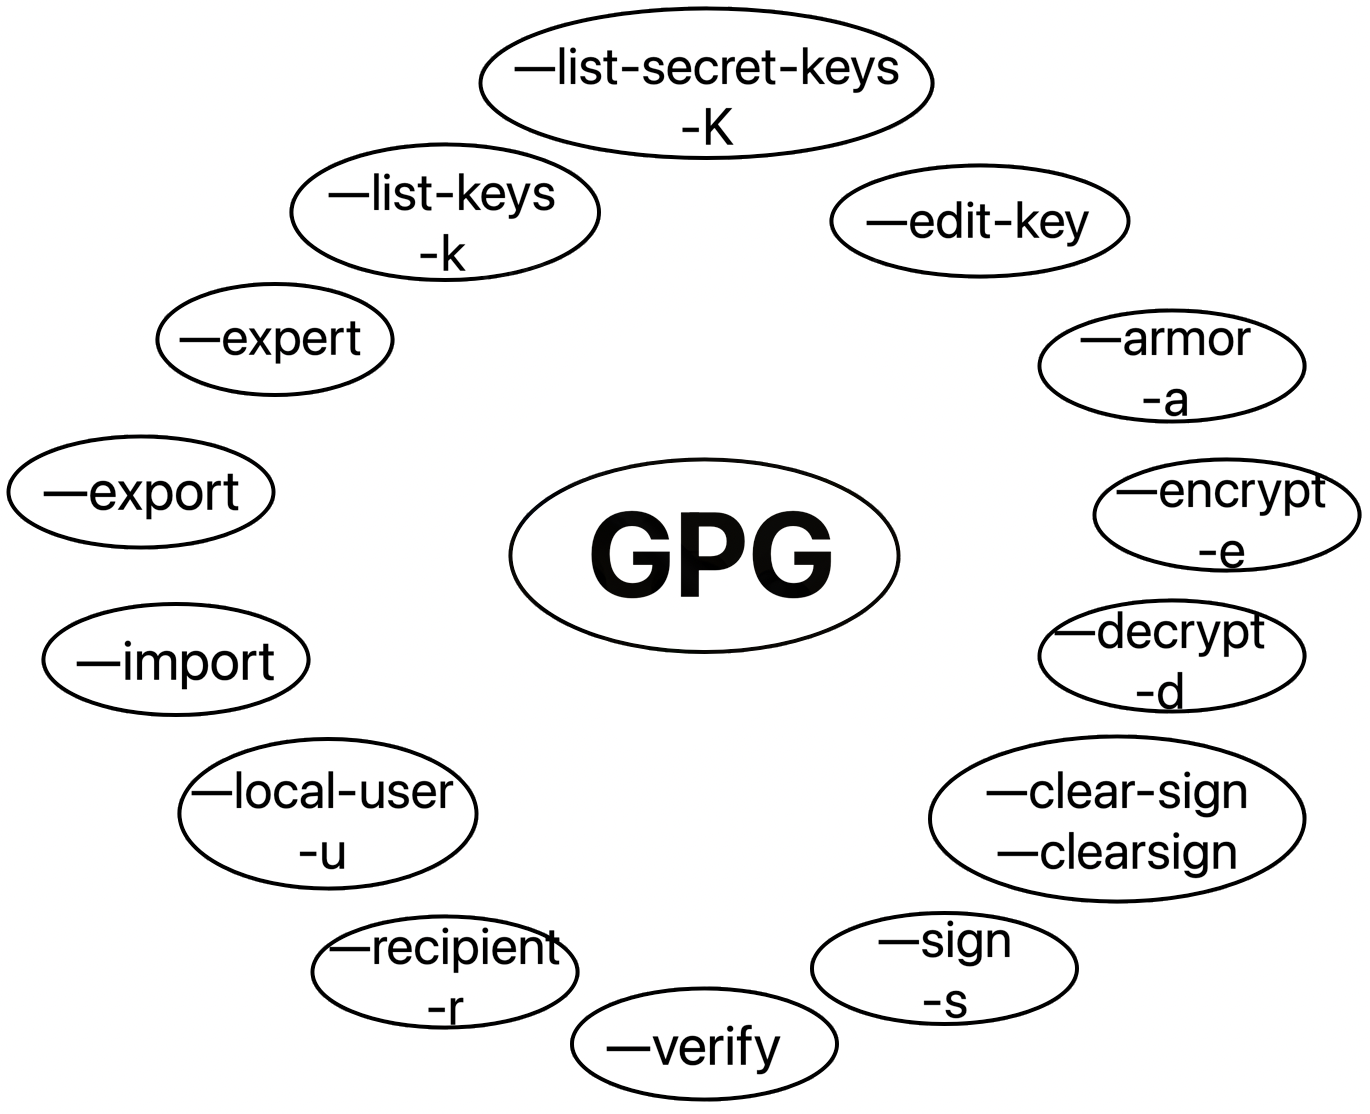 —list-secret-keys
-K
—list-keys
-k
—edit-key
—expert
—armor
-a
—export
—encrypt
-e
GPG
—decrypt
-d
—import
—local-user
-u
—clear-sign
—clearsign
—recipient
-r
—sign
-s
—verify